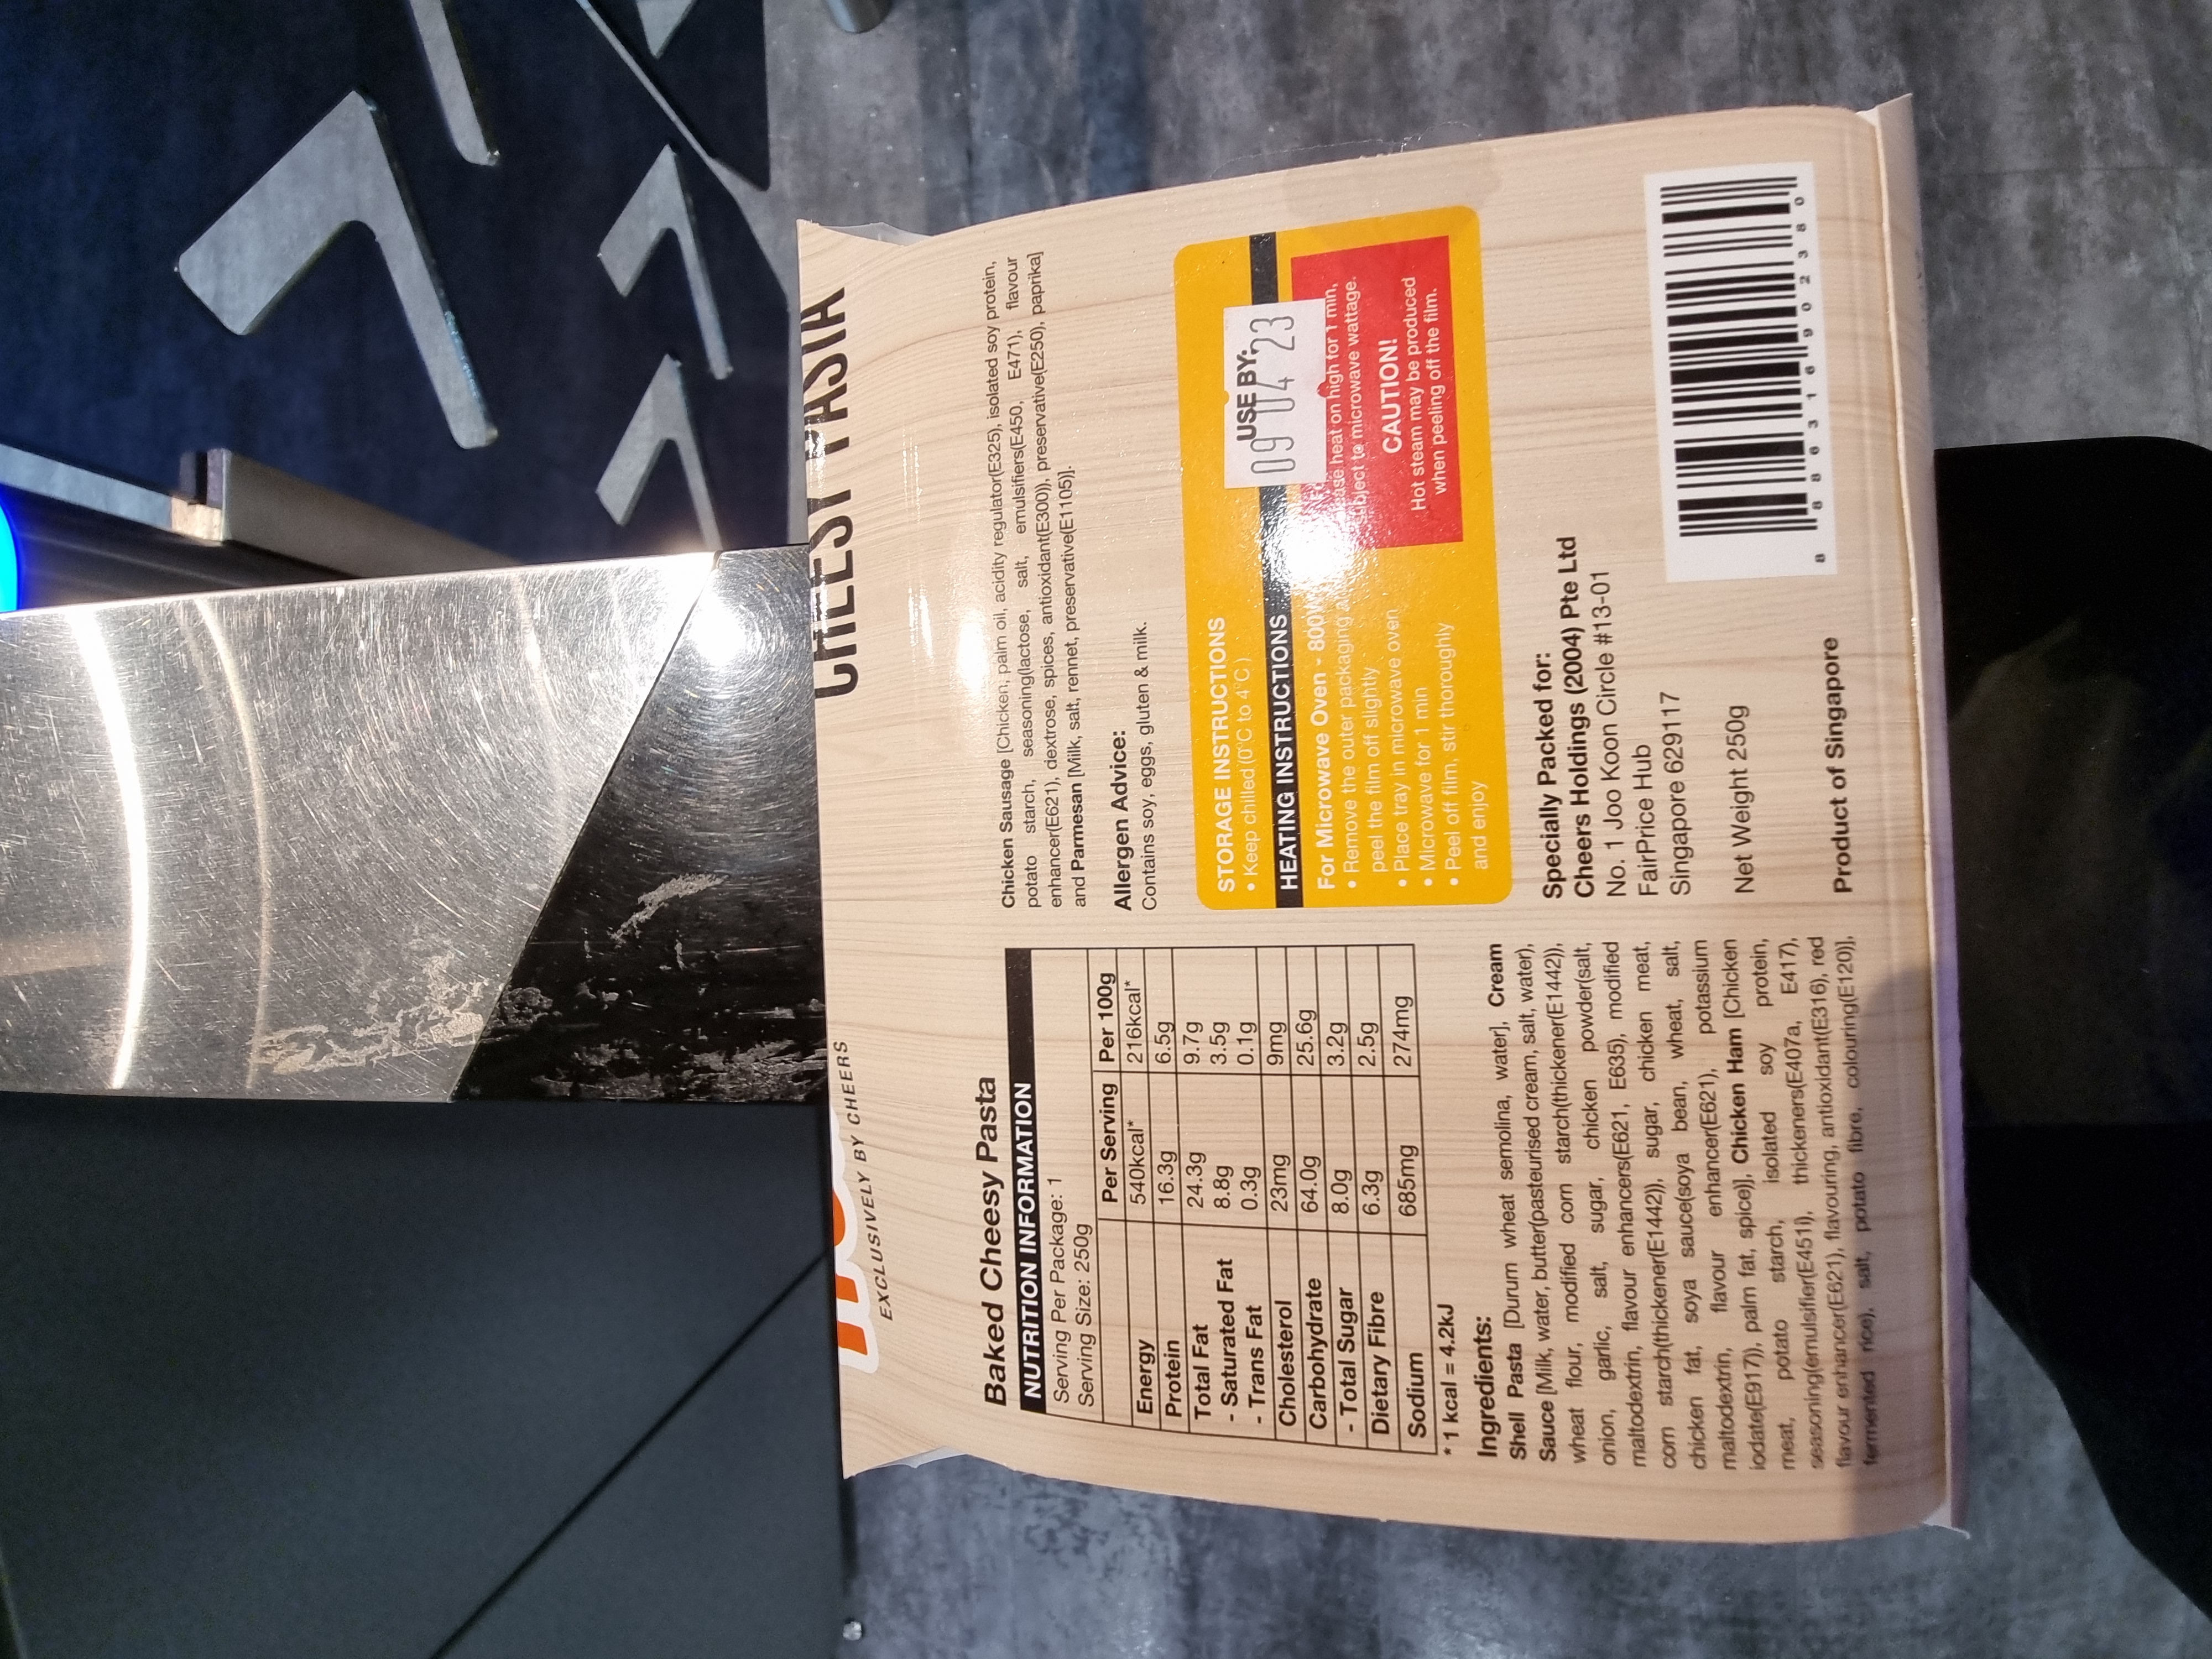 EXCLUSIVELY BY CHEERS
CHEESY PASTA
Baked Cheesy Pasta
NUTRITION INFORMATION
Serving Per Package: 1
Serving Size: 250g
Per Serving Per 100g
Energy 540kcal* 216kcal*
Protein 16.3g 6.5g
Total Fat 24.3g 9.7g
- Saturated Fat 8.8g 3.5g
- Trans Fat 0.3g 0.1g
Cholesterol 23mg 9mg
Carbohydrate 64.0g 25.6g
- Total Sugar 8.0g 3.2g
Dietary Fibre 6.3g 2.5g
Sodium 685mg 274mg
* 1 kcal = 4.2kJ
Ingredients:
Shell Pasta [Durum wheat semolina, water], Cream
Sauce [Milk, water, butter(pasteurised cream, salt, water),
wheat flour, modified corn starch(thickener(E1442)),
onion, garlic, salt, sugar, chicken powder(salt,
maltodextrin, flavour enhancers(E621, E635), modified
corn starch(thickener(E1442)), sugar, chicken meat,
chicken fat, soya sauce(soya bean, wheat, salt,
maltodextrin, flavour enhancer(E621), potassium
iodate(E917)), palm fat, spice)], Chicken Ham [Chicken
meat, potato starch, isolated soy protein,
seasoning(emulsifier(E451i), thickeners(E407a, E417),
flavour enhancer(E621), flavouring, antioxidant(E316), red
fermented rice), salt, potato fibre, colouring(E120)],
Chicken Sausage [Chicken, palm oil, acidity regulator(E325), isolated soy protein,
potato starch, seasoning(lactose, salt, emulsifiers(E450, E471), flavour
enhancer(E621), dextrose, spices, antioxidant(E300)), preservative(E250), paprika]
and Parmesan [Milk, salt, rennet, preservative(E1105)].
Allergen Advice:
Contains soy, eggs, gluten & milk.
STORAGE INSTRUCTIONS
• Keep chilled (0°C to 4°C)
USE BY:
09 04 23
HEATING INSTRUCTIONS
For Microwave Oven - 800W
• Remove the outer packaging
peel the film off slightly
• Place tray in microwave oven
• Microwave for 1 min
• Peel off film, stir thoroughly
and enjoy
heat on high for 1 min,
subject to microwave wattage.
CAUTION!
Hot steam may be produced
when peeling off the film.
Specially Packed for:
Cheers Holdings (2004) Pte Ltd
No. 1 Joo Koon Circle #13-01
FairPrice Hub
Singapore 629117
Net Weight 250g
Product of Singapore
8 886316 902380